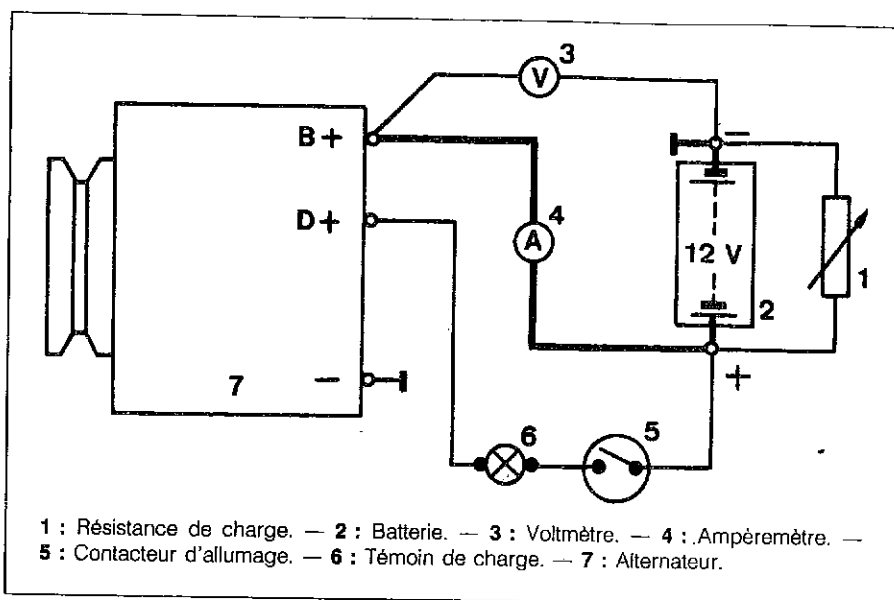 3
V
B +
−
4
D +
A
12 V
1
2
−
7
+
6
5
1 : Résistance de charge. — 2 : Batterie. — 3 : Voltmètre. — 4 : Ampèremètre. —
5 : Contacteur d'allumage. — 6 : Témoin de charge. — 7 : Alternateur.